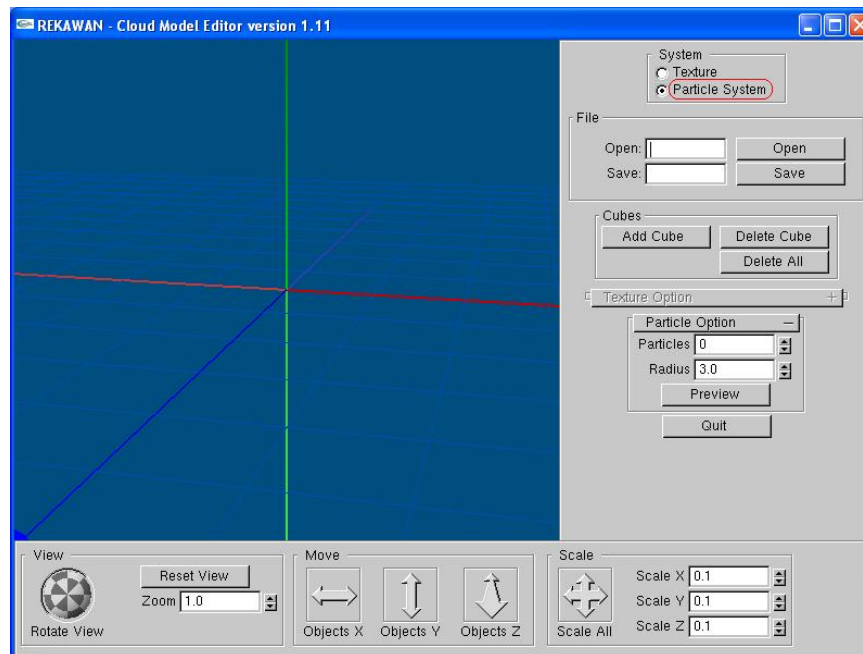 REKAWAN - Cloud Model Editor version 1.11
System
Texture
Particle System
File
Open: Open
Save: Save
Cubes
Add Cube Delete Cube
Delete All
Texture Option +
Particle Option –
Particles 0
Radius 3.0
Preview
Quit
View
Reset View
Zoom 1.0
Rotate View
Move
Objects X Objects Y Objects Z
Scale
Scale All
Scale X 0.1
Scale Y 0.1
Scale Z 0.1